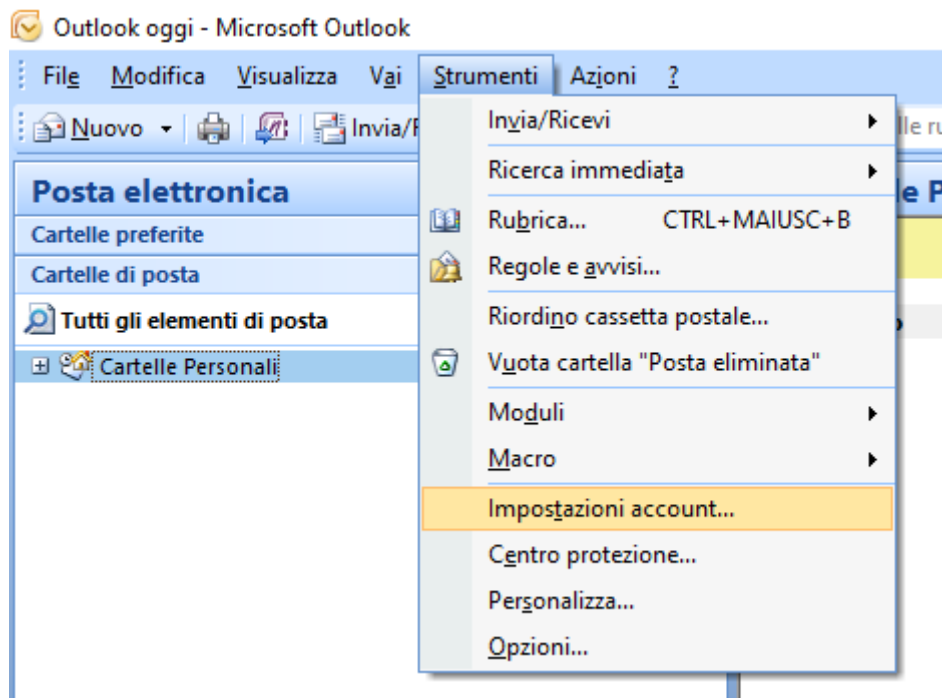 Outlook oggi - Microsoft Outlook
File Modifica Visualizza Vai Strumenti Azioni ?
Nuovo Invia/
Posta elettronica
Cartelle preferite
Cartelle di posta
Tutti gli elementi di posta
Cartelle Personali
Invia/Ricevi
Ricerca immediata
Rubrica... CTRL+MAIUSC+B
Regole e avvisi...
Riordino cassetta postale...
Vuota cartella "Posta eliminata"
Moduli
Macro
Impostazioni account...
Centro protezione...
Personalizza...
Opzioni...